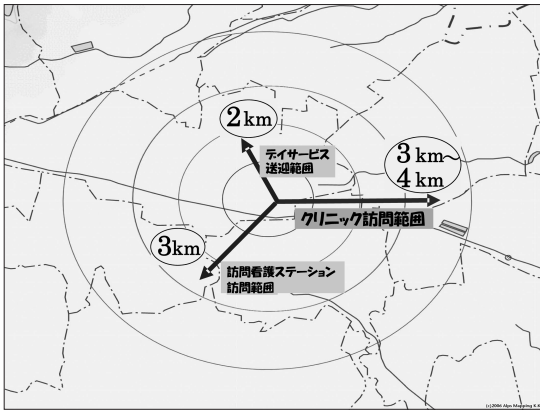 2km
デイサービス
送迎範囲
3km〜
4km
クリニック訪問範囲
3km
訪問看護ステーション
訪問範囲
(c)2006 Alps Mapping K.K